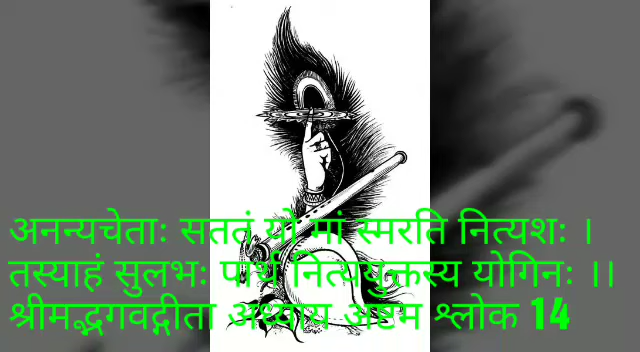 अनन्यचेताः सततं यो मां स्मरति नित्यशः ।
तस्याहं सुलभः पार्थ नित्ययुक्तस्य योगिनः ।।
श्रीमद्भगवद्गीता अध्याय अष्टम श्लोक 14